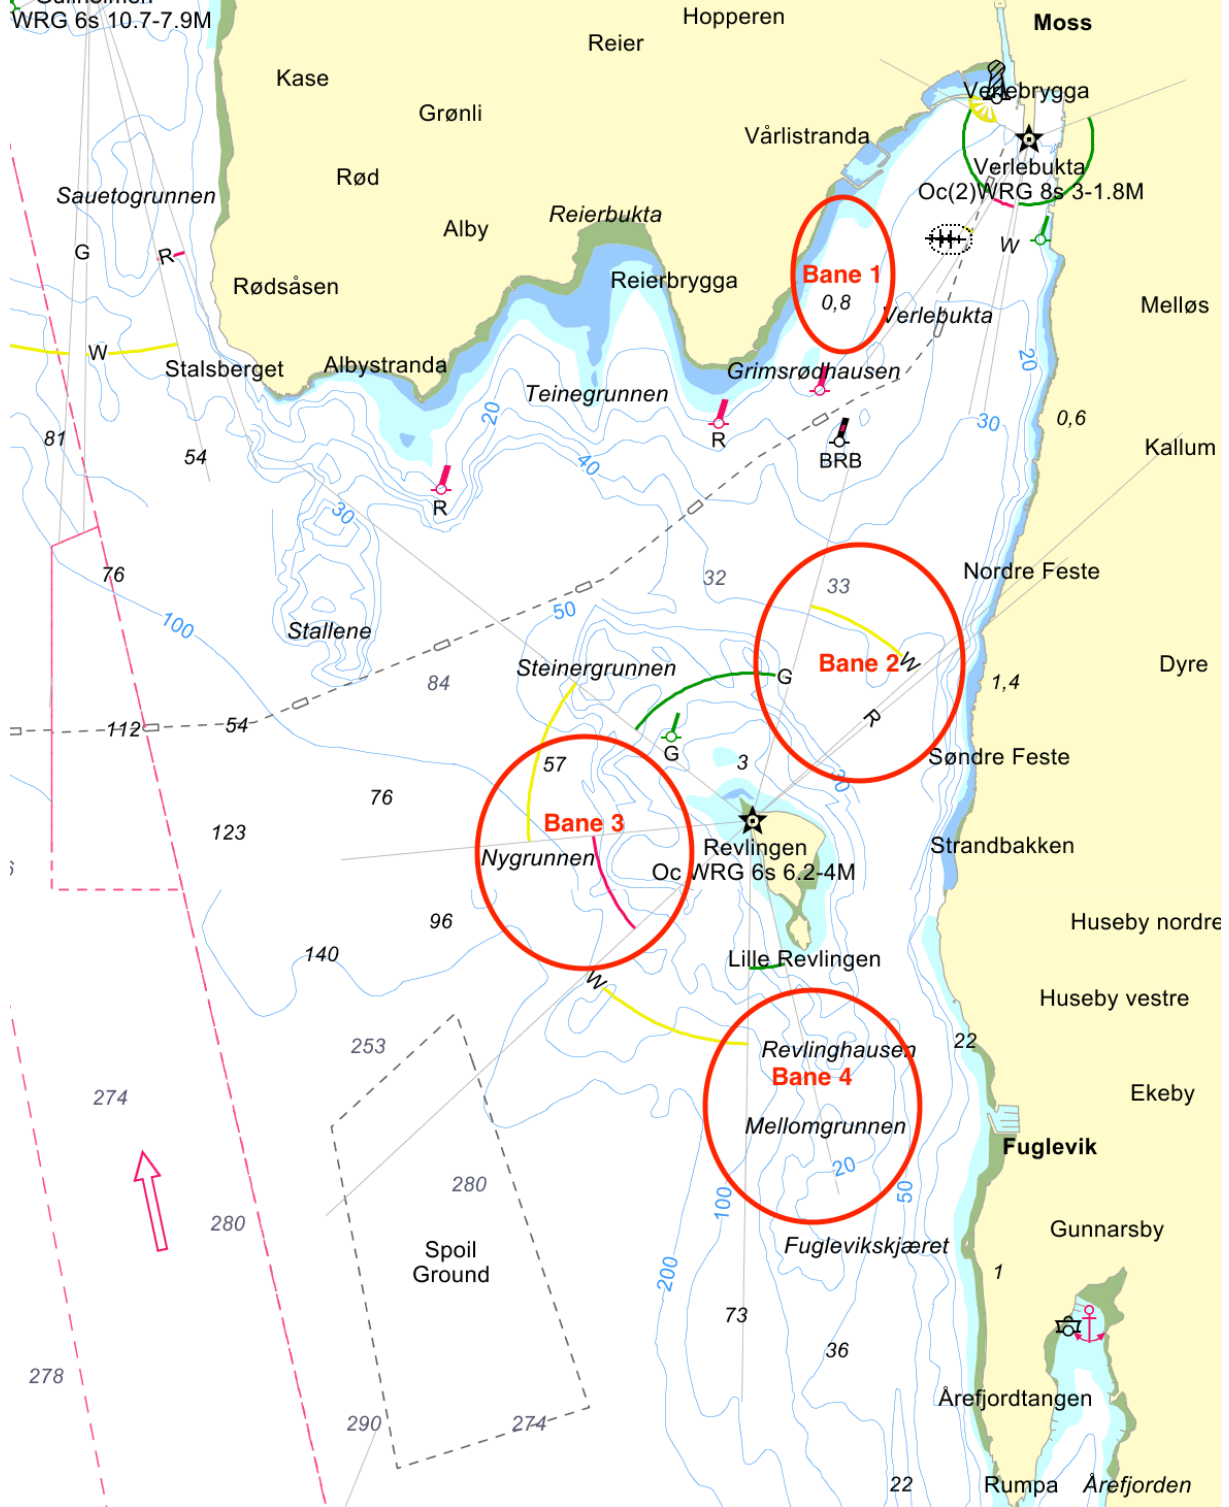 WRG 6s 10.7-7.9M
Hopperen
Moss
Reier
Kase
Verlebrygga
Grønli
Vårlistranda
Rød
Verlebukta
Oc(2)WRG 8s 3-1.8M
Sauetogrunnen
Reierbukta
Alby
G
R
W
Rødsåsen
Reierbrygga
Bane 1
0,8
Verlebukta
Melløs
W
Stalsberget
Albystranda
Grimsrødhausen
20
Teinegrunnen
20
30
0,6
81
54
R
BRB
Kallum
40
R
30
76
32
33
Nordre Feste
50
100
Stallene
Steinergrunnen
Bane 2
W
Dyre
84
G
1,4
R
112
54
G
57
3
Søndre Feste
76
123
Bane 3
Nygrunnen
Revlingen
Oc WRG 6s 6.2-4M
Strandbakken
96
Huseby nordre
140
Lille Revlingen
W
Huseby vestre
253
Revlinghausen
22
Bane 4
274
Ekeby
Mellomgrunnen
Fuglevik
20
280
100
50
280
Gunnarsby
Spoil
Ground
Fuglevikskjæret
200
1
73
36
278
Årefjordtangen
290
274
22
Rumpa
Årefjorden